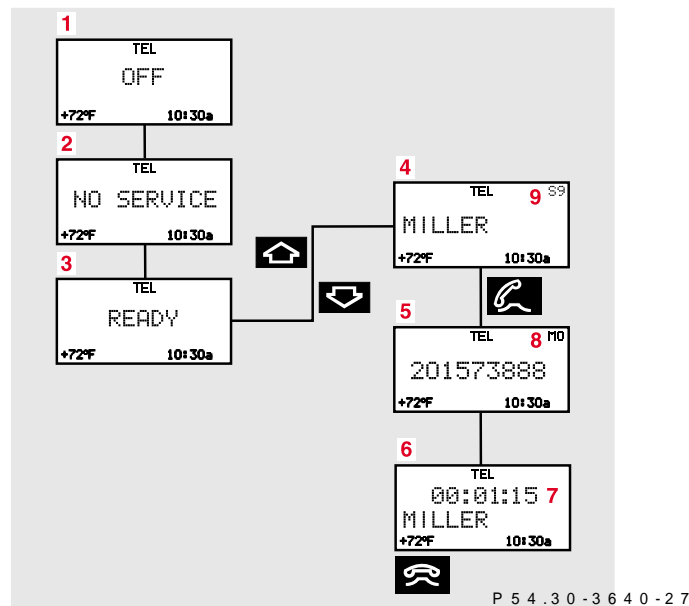 1
TEL
OFF
+72°F 10:30a
2
TEL
NO SERVICE
+72°F 10:30a
3
TEL
READY
+72°F 10:30a
4
TEL 9 S9
MILLER
+72°F 10:30a
5
TEL 8 MO
201573888
+72°F 10:30a
6
TEL
00:01:15 7
MILLER
+72°F 10:30a
P54.30-3640-27